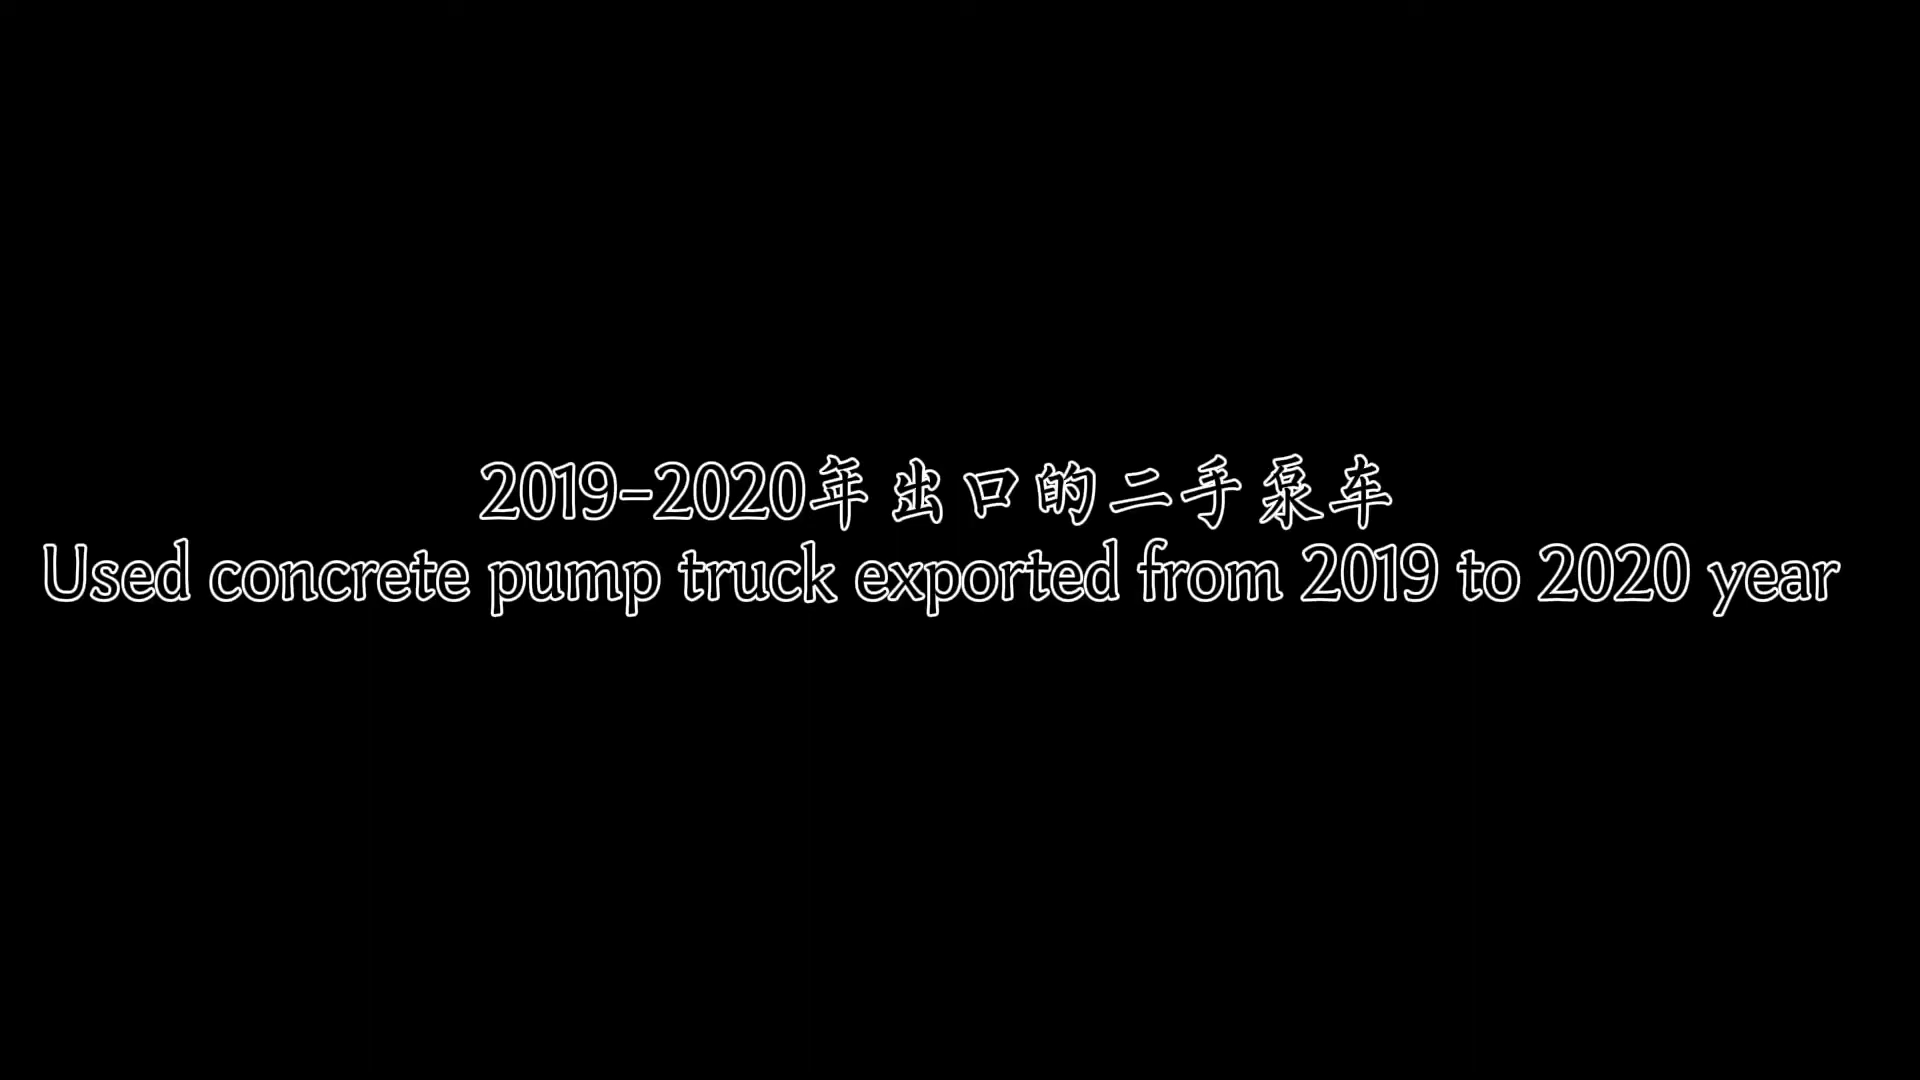 2019-2020年出口的二手泵车
Used concrete pump truck exported from 2019 to 2020 year